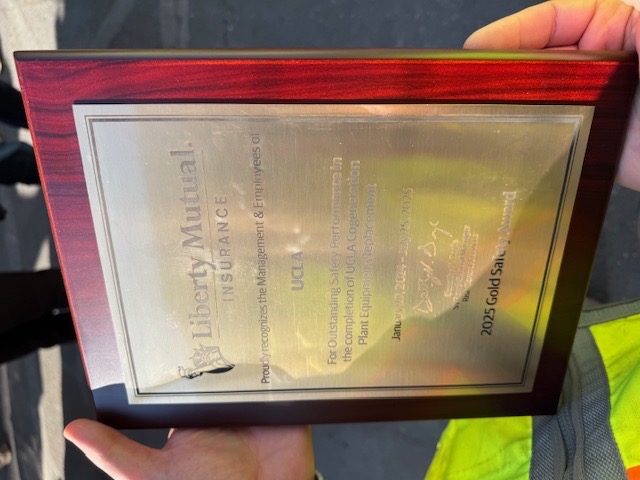 Liberty Mutual.
INSURANCE
Proudly recognizes the Management & Employees of
UCLA
For Outstanding Safety Performance in
the completion of UCLA Cogeneration
Plant Equipment Replacement
2025 Gold Safety Award